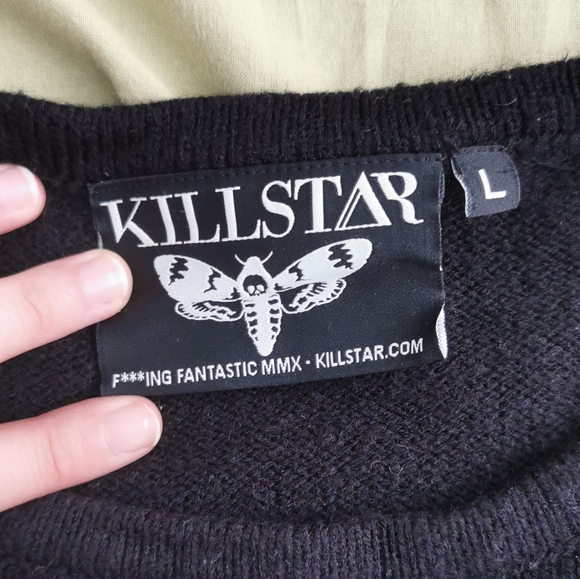 KILLSTAR
L
F***ING FANTASTIC MMX - KILLSTAR.COM